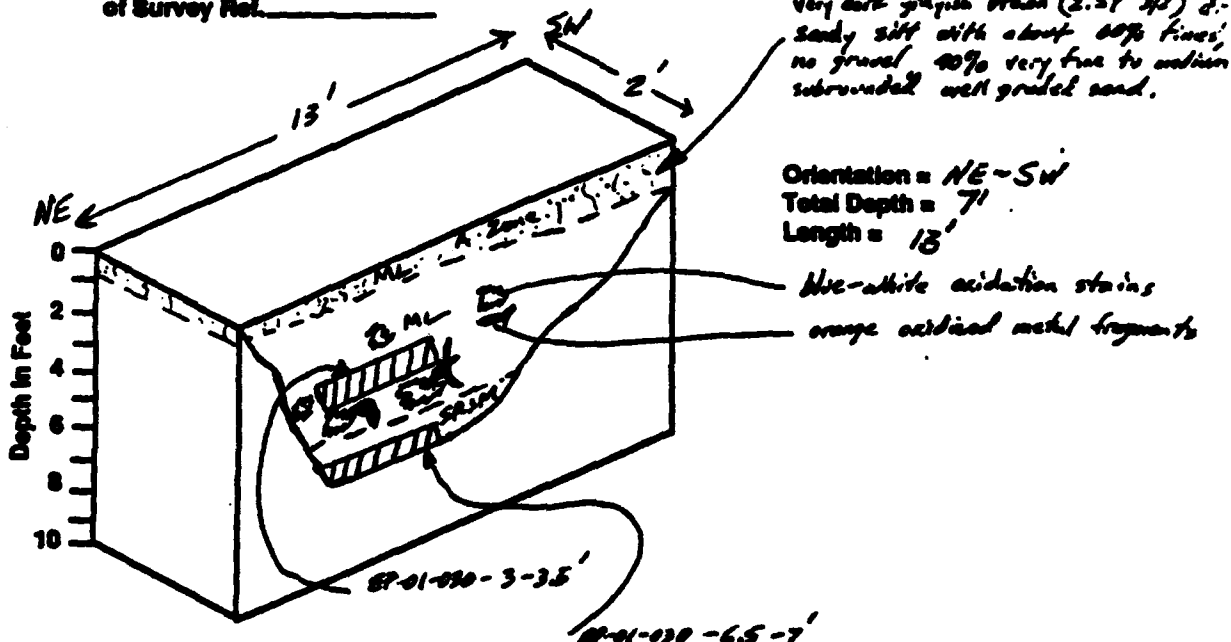 of Survey Ref.
very dark grayish brown (2.5Y 3/2)
sandy silt with about 60% fines,
no gravel, 40% very fine to medium
subrounded well graded sand.
SW
2'
13'
NE
Orientation = NE-SW
Total Depth = 7'
Length = 13'
A-Zone
ML
ML
SP-SM
blue-white oxidation stains
orange oxidized metal fragments
Depth in Feet
0
2
4
6
8
10
EP-01-030-3-3.5'
EP-01-030-6.5-7'